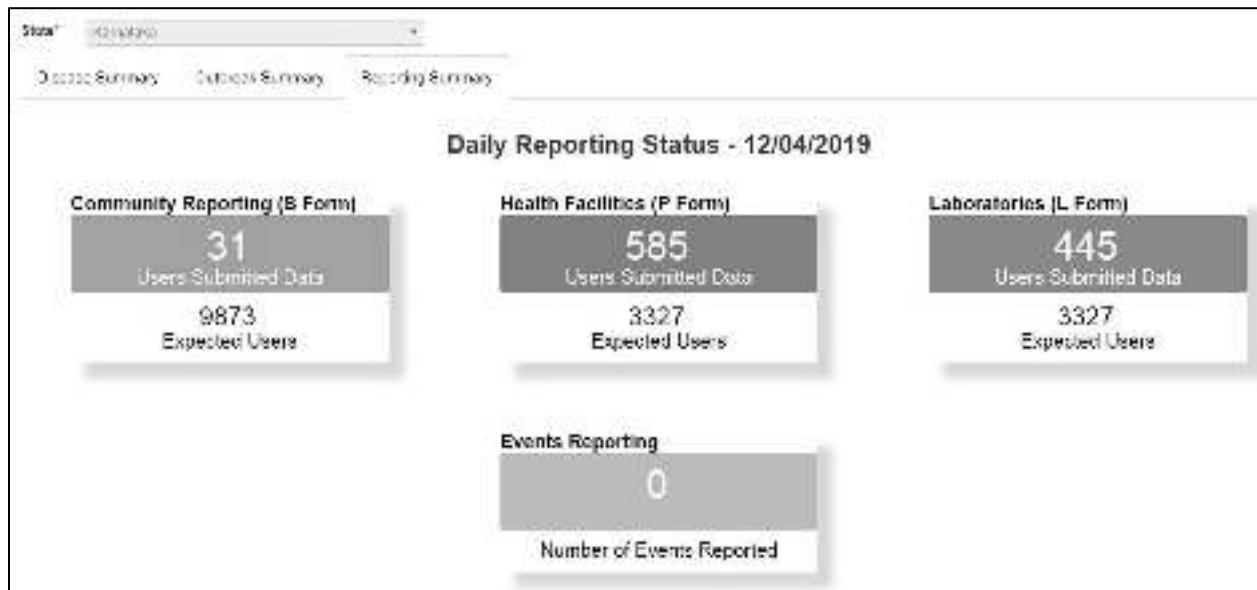 State*
Karnataka
Disease Summary Outbreak Summary Reporting Summary
Daily Reporting Status - 12/04/2019
Community Reporting (S Form)
31
Users Submitted Data
9873
Expected Users
Health Facilities (P Form)
585
Users Submitted Data
3327
Expected Users
Laboratories (L Form)
445
Users Submitted Data
3327
Expected Users
Events Reporting
0
Number of Events Reported